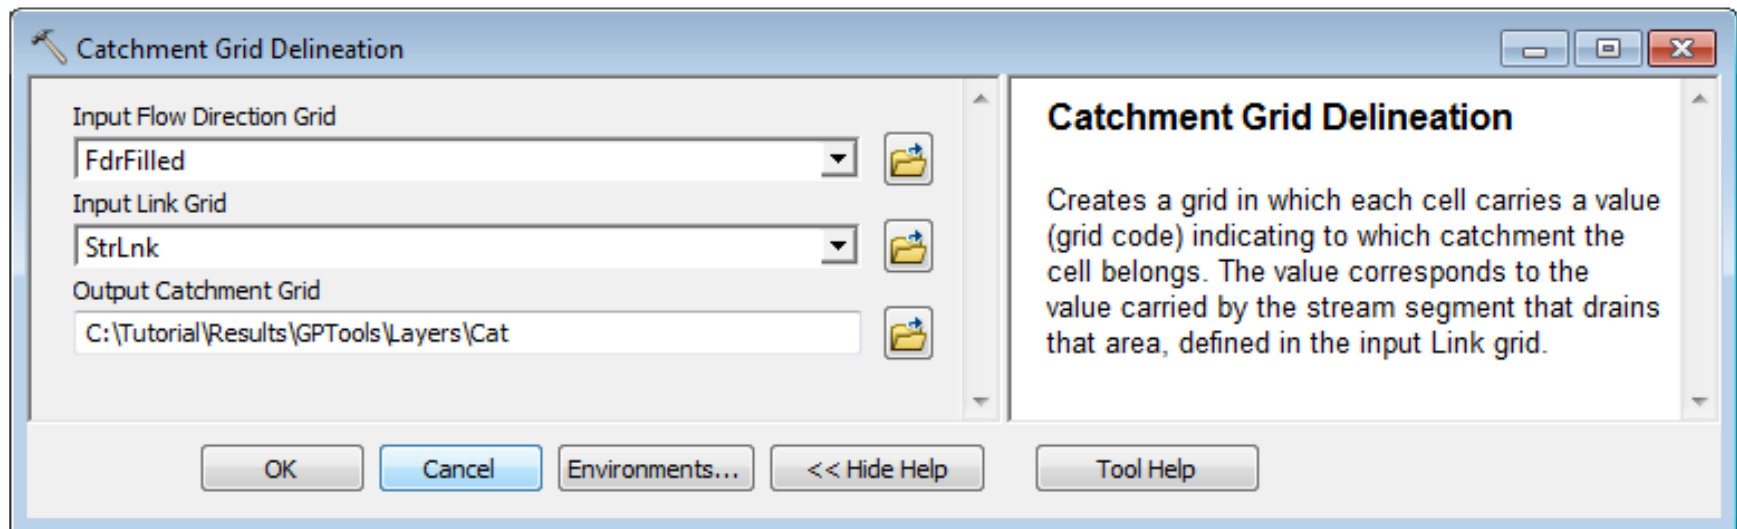 Catchment Grid Delineation
Input Flow Direction Grid
FdrFilled
Input Link Grid
StrLnk
Output Catchment Grid
C:\Tutorial\Results\GPTools\Layers\Cat
Catchment Grid Delineation
Creates a grid in which each cell carries a value
(grid code) indicating to which catchment the
cell belongs. The value corresponds to the
value carried by the stream segment that drains
that area, defined in the input Link grid.
OK
Cancel
Environments...
<< Hide Help
Tool Help